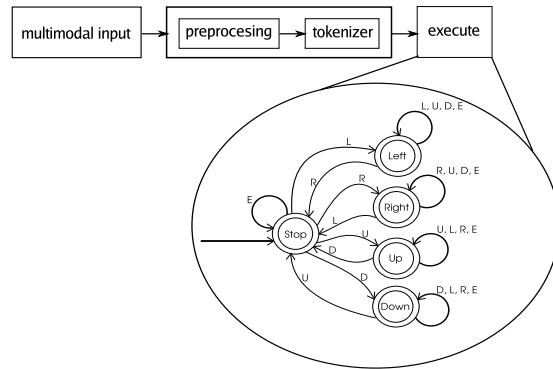 multimodal input
preprocesing
tokenizer
execute
L, U, D, E
L
Left
R
R
R, U, D, E
E
Right
L
Stop
U
U, L, R, E
D
Up
U
D
D, L, R, E
Down